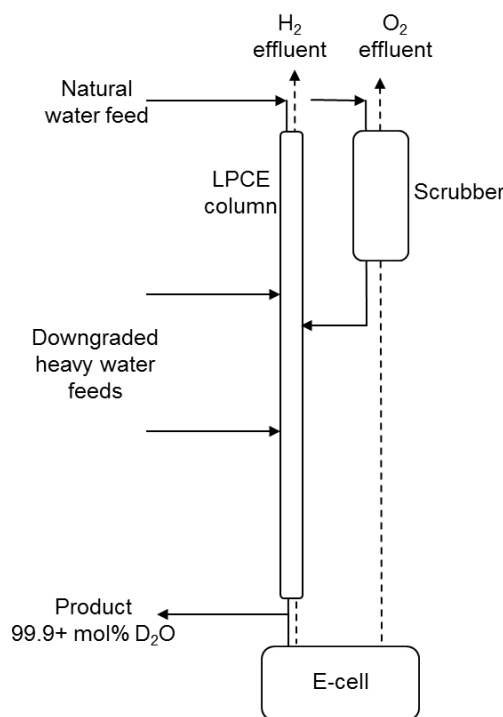 H₂
effluent
O₂
effluent
Natural
water feed
LPCE
column
Scrubber
Downgraded
heavy water
feeds
Product
99.9+ mol% D₂O
E-cell